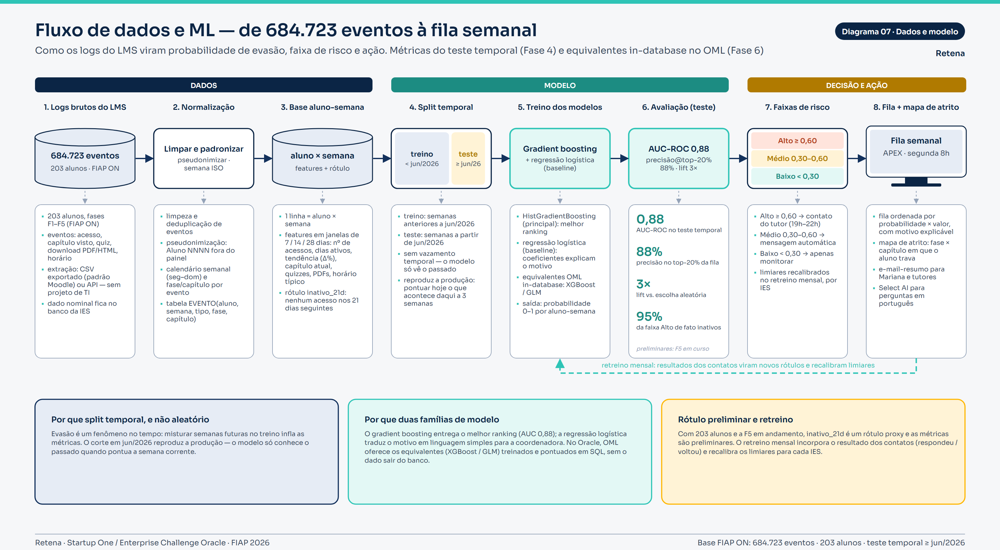 Fluxo de dados e ML — de 684.723 eventos à fila semanal
Diagrama 07 · Dados e modelo
Como os logs do LMS viram probabilidade de evasão, faixa de risco e ação. Métricas do teste temporal (Fase 4) e equivalentes in-database no OML (Fase 6)
Retena
DADOS
MODELO
DECISÃO E AÇÃO
1. Logs brutos do LMS
2. Normalização
3. Base aluno-semana
4. Split temporal
5. Treino dos modelos
6. Avaliação (teste)
7. Faixas de risco
8. Fila + mapa de atrito
684.723 eventos
203 alunos · FIAP ON
Limpar e padronizar
pseudonimizar ·
semana ISO
aluno × semana
features + rótulo
treino
< jun/2026
teste
≥ jun/26
Gradient boosting
+ regressão logística
(baseline)
AUC-ROC 0,88
precisão@top-20%
88% · lift 3×
Alto ≥ 0,60
Médio 0,30–0,60
Baixo < 0,30
Fila semanal
APEX · segunda 8h
▪ 203 alunos, fases
F1–F5 (FIAP ON)
▪ eventos: acesso,
capítulo visto, quiz,
download PDF/HTML,
horário
▪ extração: CSV
exportado (padrão
Moodle) ou API — sem
projeto de TI
▪ dado nominal fica no
banco da IES
▪ limpeza e
deduplicação de
eventos
▪ pseudonimização:
Aluno NNNN fora do
painel
▪ calendário semanal
(seg–dom) e
fase/capítulo por
evento
▪ tabela EVENTO(aluno,
semana, tipo, fase,
capítulo)
▪ 1 linha = aluno ×
semana
▪ features em janelas de
7 / 14 / 28 dias: nº de
acessos, dias ativos,
tendência (Δ%),
capítulo atual,
quizzes, PDFs, horário
típico
▪ rótulo inativo_21d:
nenhum acesso nos 21
dias seguintes
▪ treino: semanas
anteriores a jun/2026
▪ teste: semanas a partir
de jun/2026
▪ sem vazamento
temporal — o modelo
só vê o passado
▪ reproduz a produção:
pontuar hoje o que
acontece daqui a 3
semanas
▪ HistGradientBoosting
(principal): melhor
ranking
▪ regressão logística
(baseline):
coeficientes explicam
o motivo
▪ equivalentes OML
in-database: XGBoost
/ GLM
▪ saída: probabilidade
0–1 por aluno-semana
0,88
AUC-ROC no teste temporal
88%
precisão no top-20% da fila
3×
lift vs. escolha aleatória
95%
da faixa Alto de fato inativos
preliminares: F5 em curso
▪ Alto ≥ 0,60 → contato
do tutor (19h–22h)
▪ Médio 0,30–0,60 →
mensagem automática
▪ Baixo < 0,30 → apenas
monitorar
▪ limiares recalibrados
no retreino mensal, por
IES
▪ fila ordenada por
probabilidade × valor,
com motivo explicável
▪ mapa de atrito: fase ×
capítulo em que o
aluno trava
▪ e-mail-resumo para
Mariana e tutores
▪ Select AI para
perguntas em
português
retreino mensal: resultados dos contatos viram novos rótulos e recalibram limiares
Por que split temporal, e não aleatório
Evasão é um fenômeno no tempo: misturar semanas futuras no treino infla as
métricas. O corte em jun/2026 reproduz a produção — o modelo só conhece o
passado quando pontua a semana corrente.
Por que duas famílias de modelo
O gradient boosting entrega o melhor ranking (AUC 0,88); a regressão logística
traduz o motivo em linguagem simples para a coordenadora. No Oracle, OML
oferece os equivalentes (XGBoost / GLM) treinados e pontuados em SQL, sem o
dado sair do banco.
Rótulo preliminar e retreino
Com 203 alunos e a F5 em andamento, inativo_21d é um rótulo proxy e as métricas
são preliminares. O retreino mensal incorpora o resultado dos contatos (respondeu /
voltou) e recalibra os limiares para cada IES.
Retena · Startup One / Enterprise Challenge Oracle · FIAP 2026
Base FIAP ON: 684.723 eventos · 203 alunos · teste temporal ≥ jun/2026